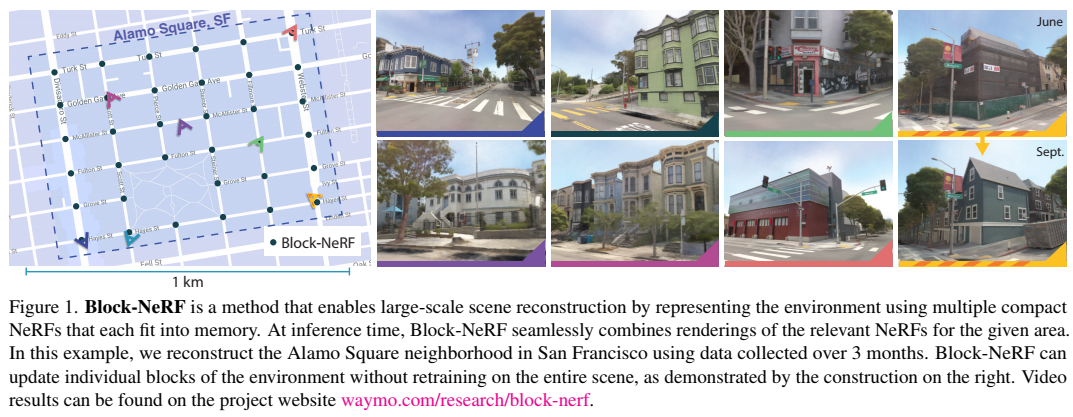 Alamo Square, SF
Eddy St
Turk St
Turk St
Turk St
Golden Gate Ave
Golden Gate Ave
Divisadero St
Webster St
McAllister St
McAllister St
Fulton St
Fulton St
Fulton St
Scott St
Steiner St
Grove St
Grove St
Grove St
Ivy St
Hayes St
Hayes St
Hayes St
Fell St
Oak S
Block-NeRF
1 km
June
Sept.
Figure 1. Block-NeRF is a method that enables large-scale scene reconstruction by representing the environment using multiple compact
NeRFs that each fit into memory. At inference time, Block-NeRF seamlessly combines renderings of the relevant NeRFs for the given area.
In this example, we reconstruct the Alamo Square neighborhood in San Francisco using data collected over 3 months. Block-NeRF can
update individual blocks of the environment without retraining on the entire scene, as demonstrated by the construction on the right. Video
results can be found on the project website waymo.com/research/block-nerf.